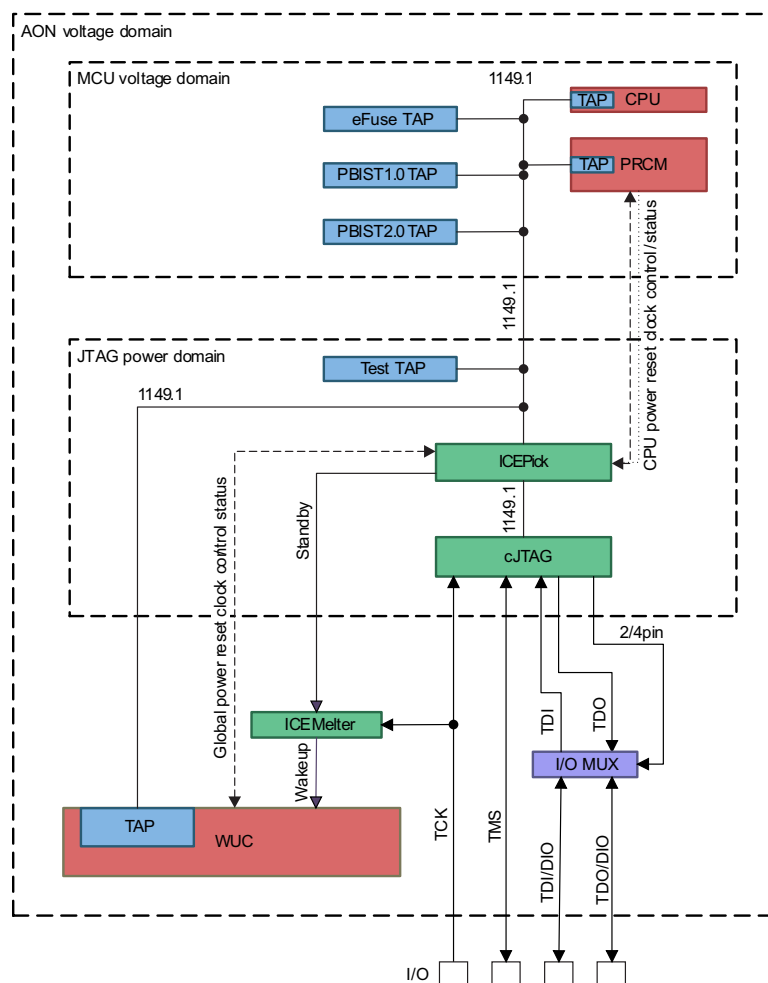 AON voltage domain
MCU voltage domain
1149.1
TAP
CPU
eFuse TAP
TAP
PRCM
PBIST1.0 TAP
PBIST2.0 TAP
CPU power reset clock control/status
1149.1
JTAG power domain
Test TAP
1149.1
ICEPick
1149.1
Standby
Global power reset clock control status
cJTAG
2/4pin
TDI
TDO
ICEMelter
I/O MUX
Wakeup
TAP
WUC
TCK
TMS
TDI/DIO
TDO/DIO
I/O